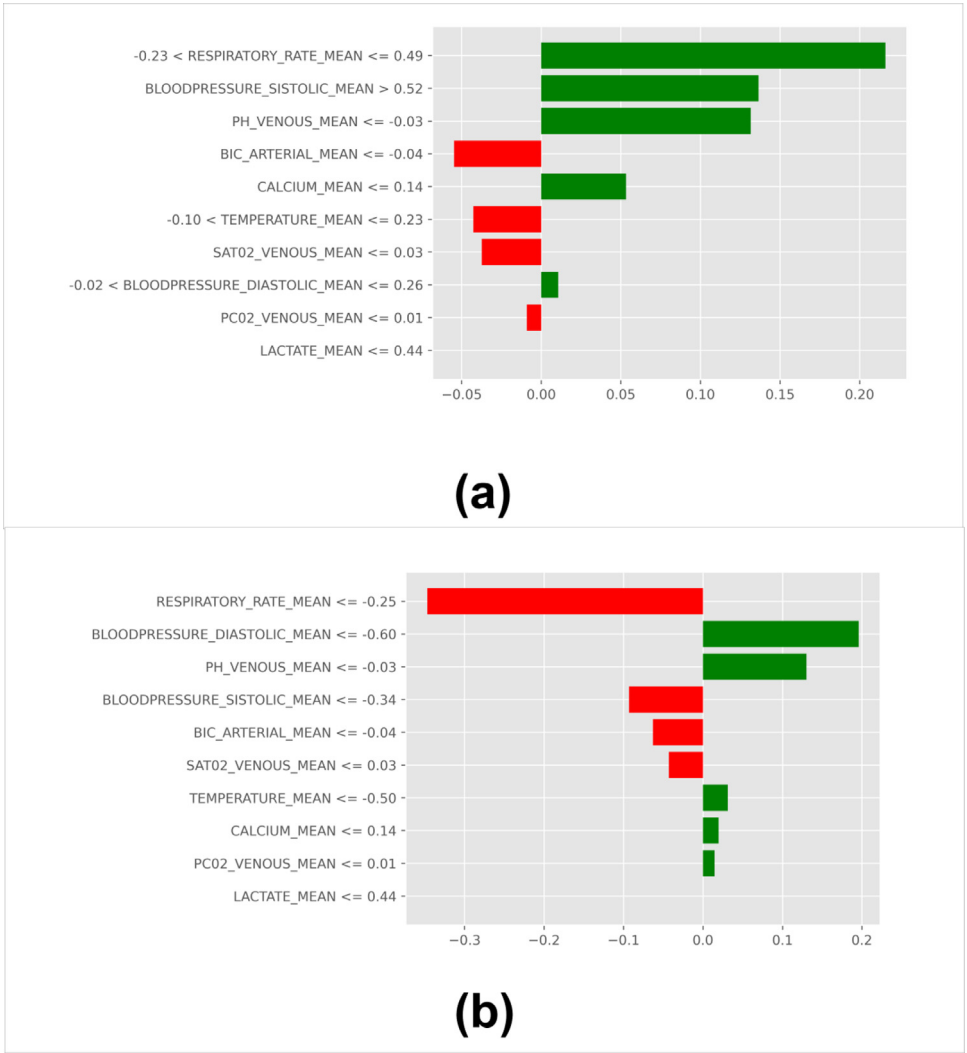 -0.23 < RESPIRATORY_RATE_MEAN <= 0.49
BLOODPRESSURE_SISTOLIC_MEAN > 0.52
PH_VENOUS_MEAN <= -0.03
BIC_ARTERIAL_MEAN <= -0.04
CALCIUM_MEAN <= 0.14
-0.10 < TEMPERATURE_MEAN <= 0.23
SAT02_VENOUS_MEAN <= 0.03
-0.02 < BLOODPRESSURE_DIASTOLIC_MEAN <= 0.26
PC02_VENOUS_MEAN <= 0.01
LACTATE_MEAN <= 0.44
−0.05 0.00 0.05 0.10 0.15 0.20
(a)
RESPIRATORY_RATE_MEAN <= -0.25
BLOODPRESSURE_DIASTOLIC_MEAN <= -0.60
PH_VENOUS_MEAN <= -0.03
BLOODPRESSURE_SISTOLIC_MEAN <= -0.34
BIC_ARTERIAL_MEAN <= -0.04
SAT02_VENOUS_MEAN <= 0.03
TEMPERATURE_MEAN <= -0.50
CALCIUM_MEAN <= 0.14
PC02_VENOUS_MEAN <= 0.01
LACTATE_MEAN <= 0.44
−0.3 −0.2 −0.1 0.0 0.1 0.2
(b)